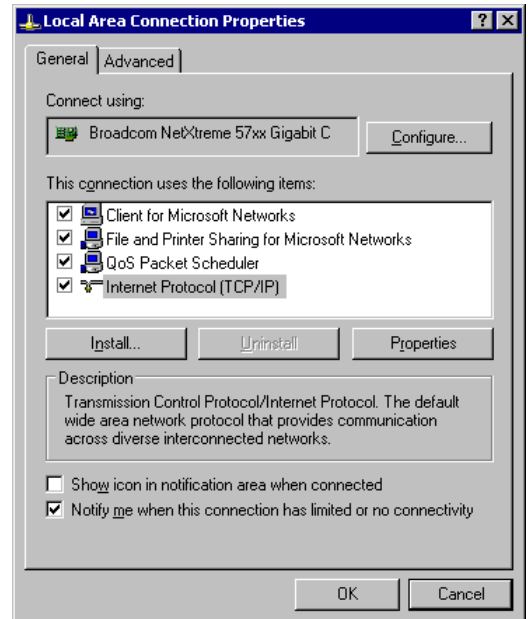 Local Area Connection Properties
General
Advanced
Connect using:
Broadcom NetXtreme 57xx Gigabit C
Configure...
This connection uses the following items:
Client for Microsoft Networks
File and Printer Sharing for Microsoft Networks
QoS Packet Scheduler
Internet Protocol (TCP/IP)
Install...
Uninstall
Properties
Description
Transmission Control Protocol/Internet Protocol. The default
wide area network protocol that provides communication
across diverse interconnected networks.
Show icon in notification area when connected
Notify me when this connection has limited or no connectivity
OK
Cancel